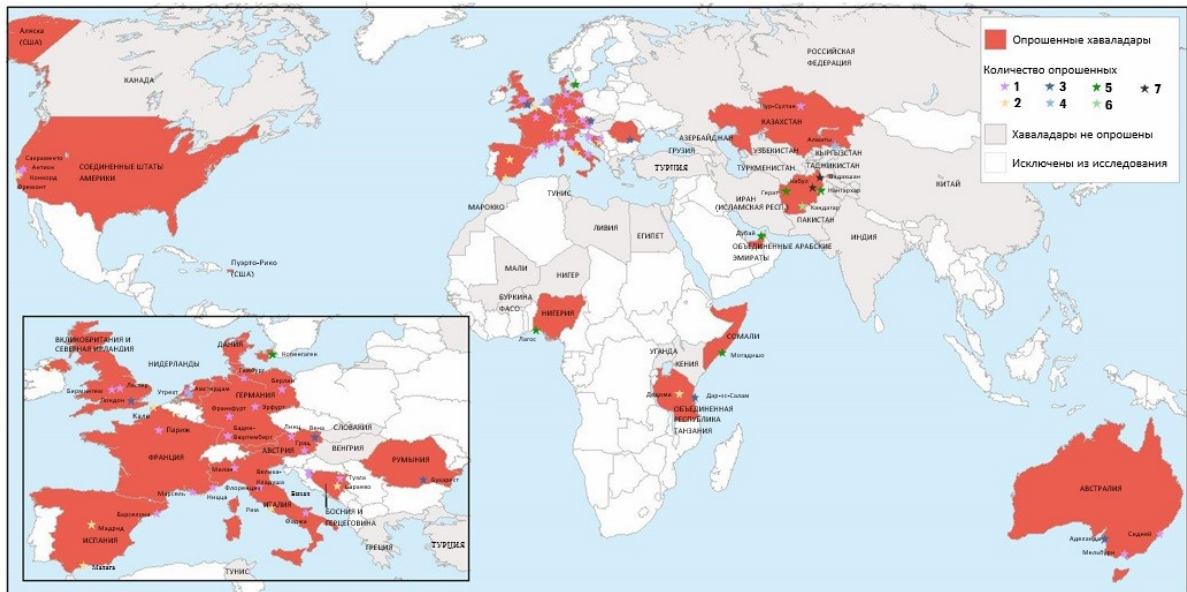 Аляска
(США)
КАНАДА
СОЕДИНЕННЫЕ ШТАТЫ
АМЕРИКИ
Сакраменто
Антиох
Конкорд
Фремонт
Пуэрто-Рико
(США)
РОССИЙСКАЯ
ФЕДЕРАЦИЯ
Нур-Султан
КАЗАХСТАН
Алматы
АЗЕРБАЙДЖАН
ГРУЗИЯ
УЗБЕКИСТАН
КЫРГЫЗСТАН
ТУРКМЕНИСТАН
ТАДЖИКИСТАН
ТУРЦИЯ
Бадахшан
Кабул
Нангархар
Герат
Кандагар
ИРАН
(ИСЛАМСКАЯ РЕСП.)
ПАКИСТАН
КИТАЙ
ИНДИЯ
Дубай
ОБЪЕДИНЕННЫЕ АРАБСКИЕ
ЭМИРАТЫ
ТУНИС
МАРОККО
ЛИВИЯ
ЕГИПЕТ
МАЛИ
НИГЕР
БУРКИНА
ФАСО
НИГЕРИЯ
Лагос
СОМАЛИ
Могадишо
УГАНДА
КЕНИЯ
Додома
Дар-эс-Салам
ОБЪЕДИНЕННАЯ
РЕСПУБЛИКА
ТАНЗАНИЯ
АВСТРАЛИЯ
Аделаида
Сидней
Мельбурн
Опрошенные хаваладары
Количество опрошенных
1 3 5 7
2 4 6
Хаваладары не опрошены
Исключены из исследования
ВЕЛИКОБРИТАНИЯ И
СЕВЕРНАЯ ИРЛАНДИЯ
ДАНИЯ
Копенгаген
НИДЕРЛАНДЫ
Гамбург
Бирмингем
Лестер
Лондон
Утрехт
Амстердам
Берлин
ГЕРМАНИЯ
Кале
Франкфурт
Эрфурт
Париж
Баден-
Вюртемберг
Линц
Вена
СЛОВАКИЯ
Грац
АВСТРИЯ
ВЕНГРИЯ
ФРАНЦИЯ
РУМЫНИЯ
Милан
Велика-
Кладуша
Тузла
Бухарест
Марсель
Ницца
Флоренция
Бихач
Сараево
Барселона
Рим
ИТАЛИЯ
БОСНИЯ И
ГЕРЦЕГОВИНА
Мадрид
Фоджа
ИСПАНИЯ
ГРЕЦИЯ
ТУРЦИЯ
Малага
ТУНИС